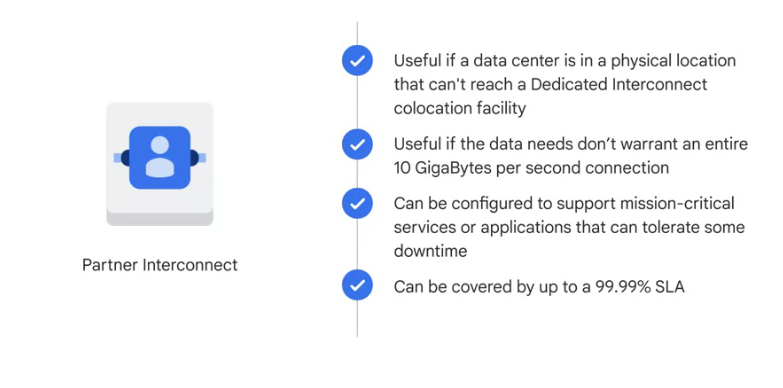 Useful if a data center is in a physical location
that can't reach a Dedicated Interconnect
colocation facility
Useful if the data needs don’t warrant an entire
10 GigaBytes per second connection
Can be configured to support mission-critical
services or applications that can tolerate some
downtime
Can be covered by up to a 99.99% SLA
Partner Interconnect